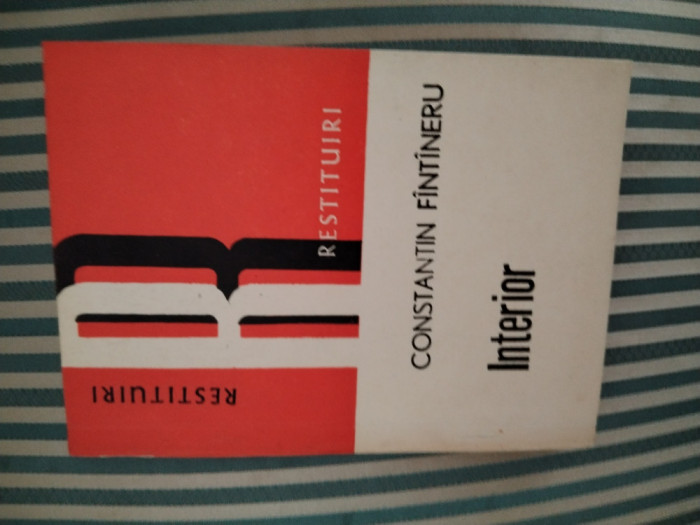 RESTITUIRI
RESTITUIRI
CONSTANTIN FÎNTÎNERU
Interior